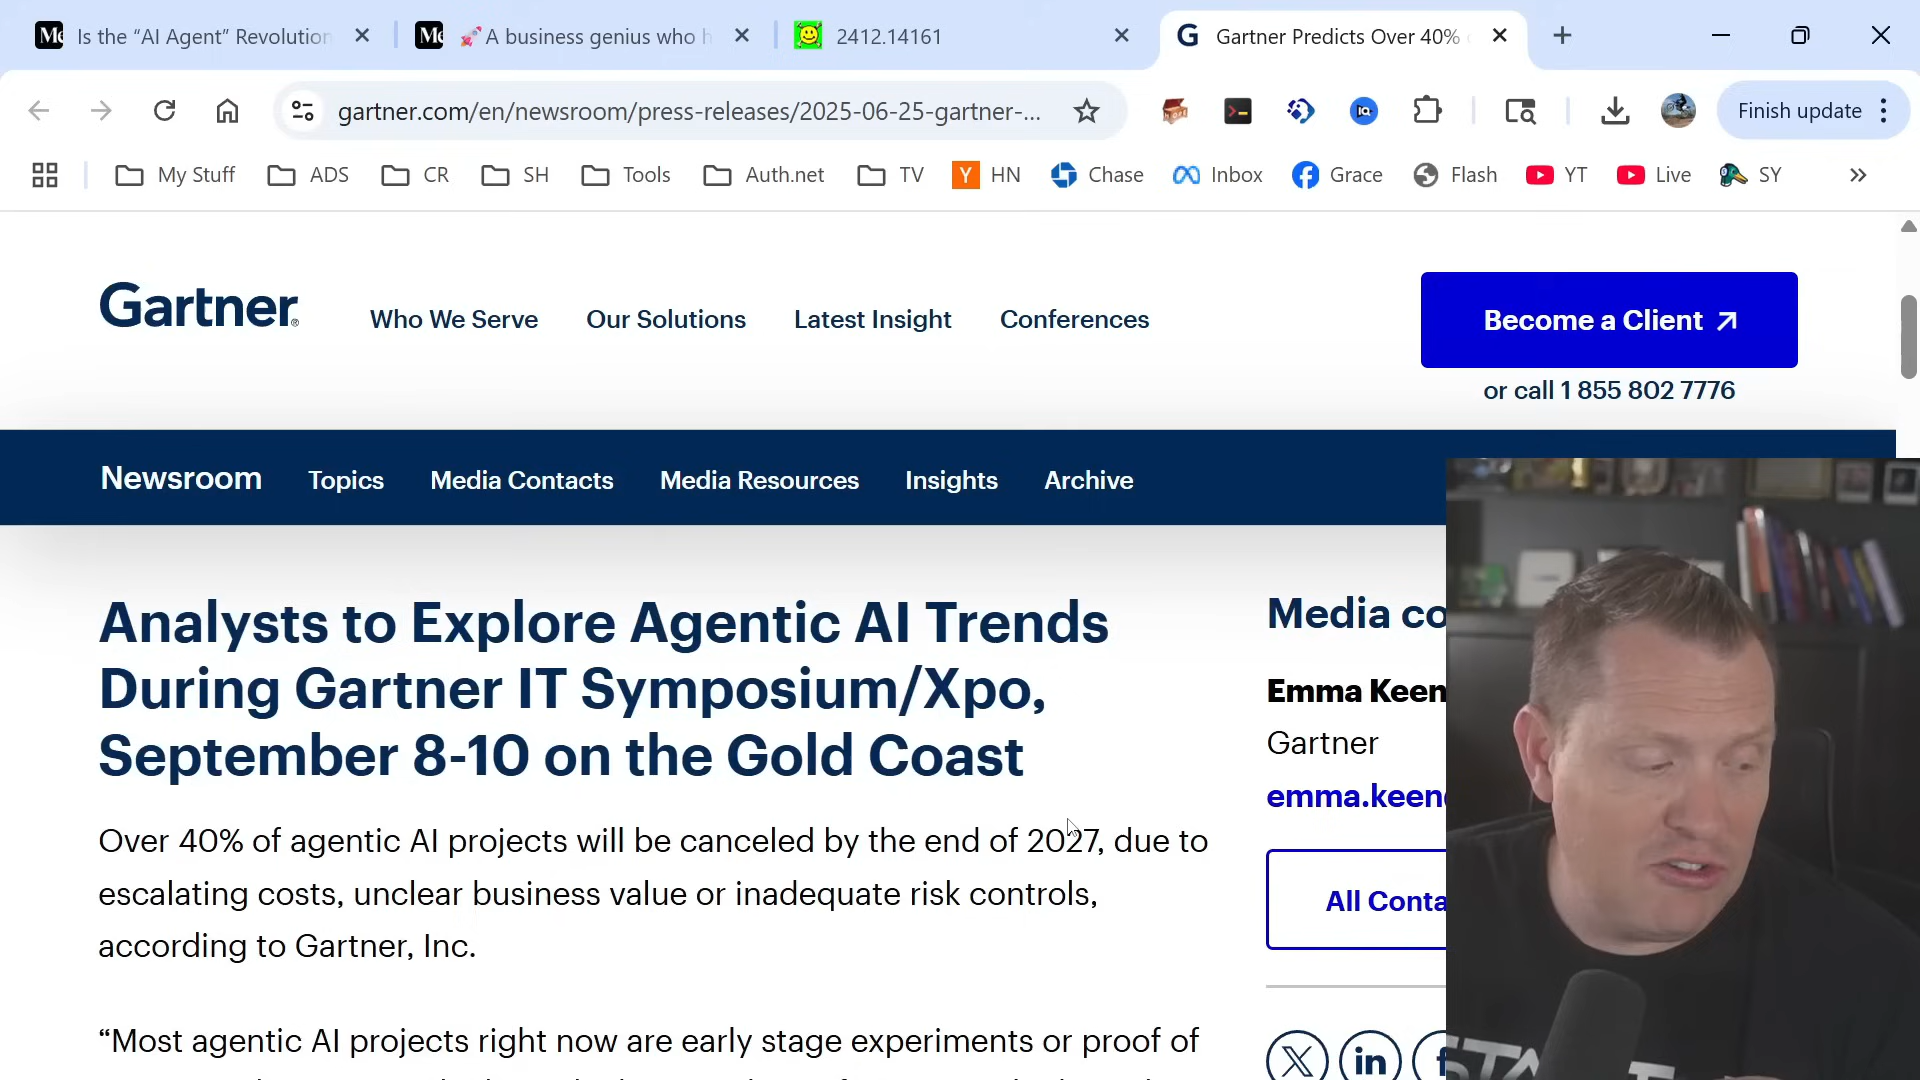 Me Is the “AI Agent” Revolution
Me 🚀A business genius who h
2412.14161
G Gartner Predicts Over 40%
gartner.com/en/newsroom/press-releases/2025-06-25-gartner-...
Finish update
My Stuff ADS CR SH Tools Auth.net TV Y HN Chase Inbox Grace Flash YT Live SY
Gartner®
Who We Serve Our Solutions Latest Insight Conferences
Become a Client
or call 1 855 802 7776
Newsroom Topics Media Contacts Media Resources Insights Archive
Analysts to Explore Agentic AI Trends
During Gartner IT Symposium/Xpo,
September 8-10 on the Gold Coast
Over 40% of agentic AI projects will be canceled by the end of 2027, due to
escalating costs, unclear business value or inadequate risk controls,
according to Gartner, Inc.
“Most agentic AI projects right now are early stage experiments or proof of
Media co
Emma Keen
Gartner
emma.keen
All Conta
X in f
STA